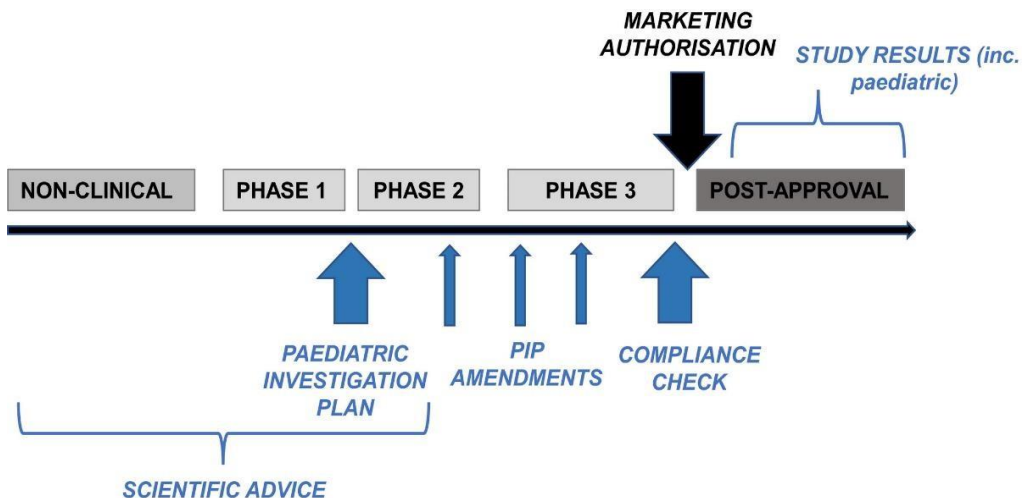 MARKETING
AUTHORISATION
STUDY RESULTS (inc.
paediatric)
NON-CLINICAL
PHASE 1
PHASE 2
PHASE 3
POST-APPROVAL
PAEDIATRIC
INVESTIGATION
PLAN
PIP
AMENDMENTS
COMPLIANCE
CHECK
SCIENTIFIC ADVICE